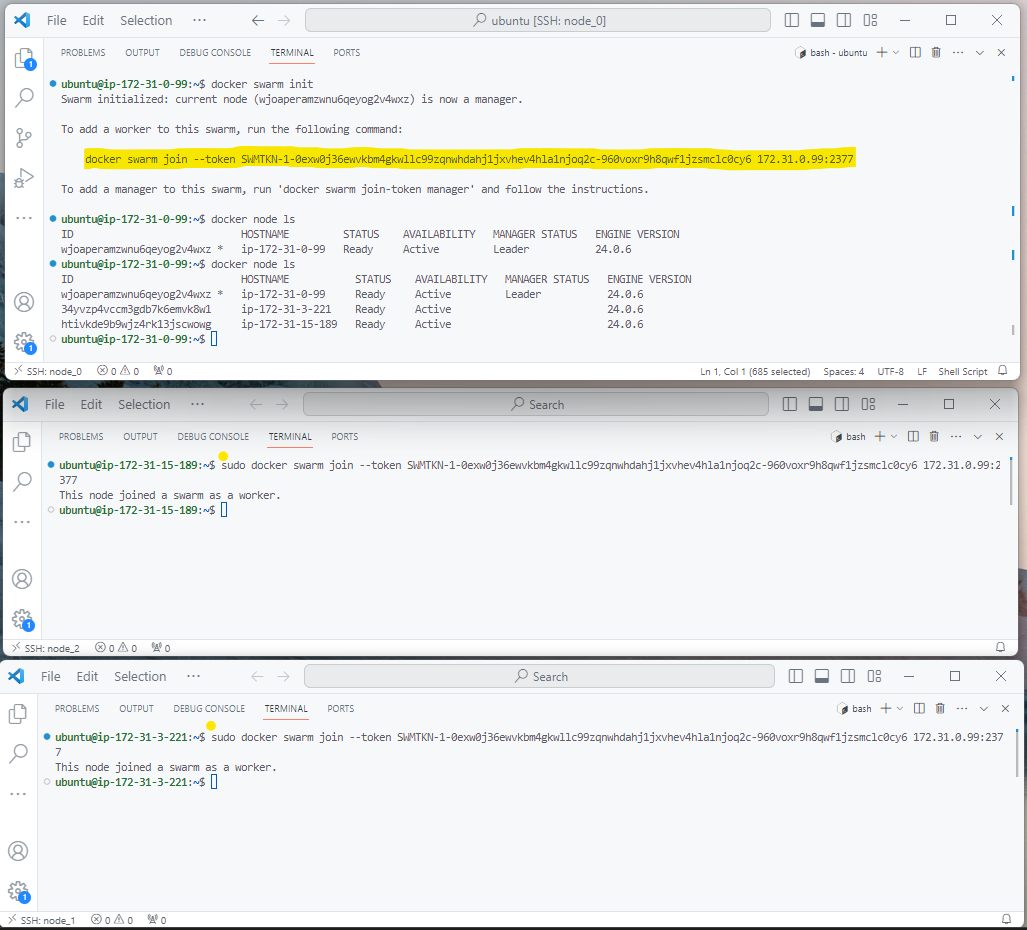 File Edit Selection ··· ubuntu [SSH: node_0]
PROBLEMS OUTPUT DEBUG CONSOLE TERMINAL PORTS bash - ubuntu
ubuntu@ip-172-31-0-99:~$ docker swarm init
Swarm initialized: current node (wjoaperamzwnu6qeyog2v4wxz) is now a manager.
To add a worker to this swarm, run the following command:
docker swarm join --token SWMTKN-1-0exw0j36ewvkbm4gkwllc99zqnwhdahj1jxvhev4hla1njoq2c-960voxr9h8qwf1jzsmclc0cy6 172.31.0.99:2377
To add a manager to this swarm, run 'docker swarm join-token manager' and follow the instructions.
ubuntu@ip-172-31-0-99:~$ docker node ls
ID HOSTNAME STATUS AVAILABILITY MANAGER STATUS ENGINE VERSION
wjoaperamzwnu6qeyog2v4wxz * ip-172-31-0-99 Ready Active Leader 24.0.6
ubuntu@ip-172-31-0-99:~$ docker node ls
ID HOSTNAME STATUS AVAILABILITY MANAGER STATUS ENGINE VERSION
wjoaperamzwnu6qeyog2v4wxz * ip-172-31-0-99 Ready Active Leader 24.0.6
34yvzp4vccm3gdb7k6emvk8wl ip-172-31-3-221 Ready Active 24.0.6
htivkde9b9wjz4rk13jscwowg ip-172-31-15-189 Ready Active 24.0.6
ubuntu@ip-172-31-0-99:~$
1
1
SSH: node_0 0 0 0 Ln 1, Col 1 (685 selected) Spaces: 4 UTF-8 LF Shell Script
File Edit Selection ··· Search
PROBLEMS OUTPUT DEBUG CONSOLE TERMINAL PORTS bash
ubuntu@ip-172-31-15-189:~$ sudo docker swarm join --token SWMTKN-1-0exw0j36ewvkbm4gkwllc99zqnwhdahj1jxvhev4hla1njoq2c-960voxr9h8qwf1jzsmclc0cy6 172.31.0.99:2
377
This node joined a swarm as a worker.
ubuntu@ip-172-31-15-189:~$
1
SSH: node_2 0 0 0
File Edit Selection ··· Search
PROBLEMS OUTPUT DEBUG CONSOLE TERMINAL PORTS bash
ubuntu@ip-172-31-3-221:~$ sudo docker swarm join --token SWMTKN-1-0exw0j36ewvkbm4gkwllc99zqnwhdahj1jxvhev4hla1njoq2c-960voxr9h8qwf1jzsmclc0cy6 172.31.0.99:237
7
This node joined a swarm as a worker.
ubuntu@ip-172-31-3-221:~$
1
SSH: node_1 0 0 0